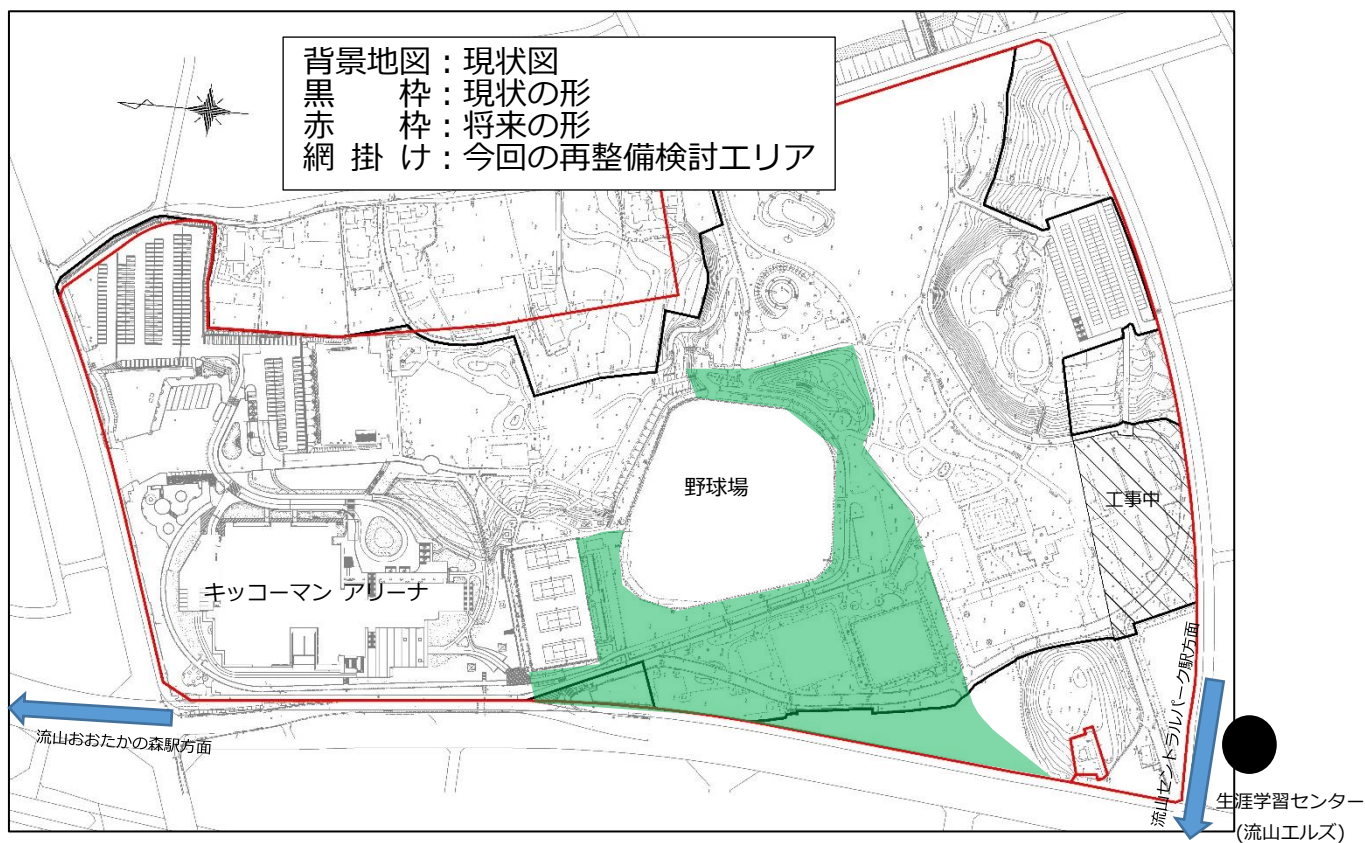 背景地図：現状図
黒　　枠：現状の形
赤　　枠：将来の形
網 掛 け：今回の再整備検討エリア
野球場
工事中
キッコーマン アリーナ
流山おおたかの森駅方面
流山セントラルパーク駅方面
生涯学習センター
(流山エルズ)